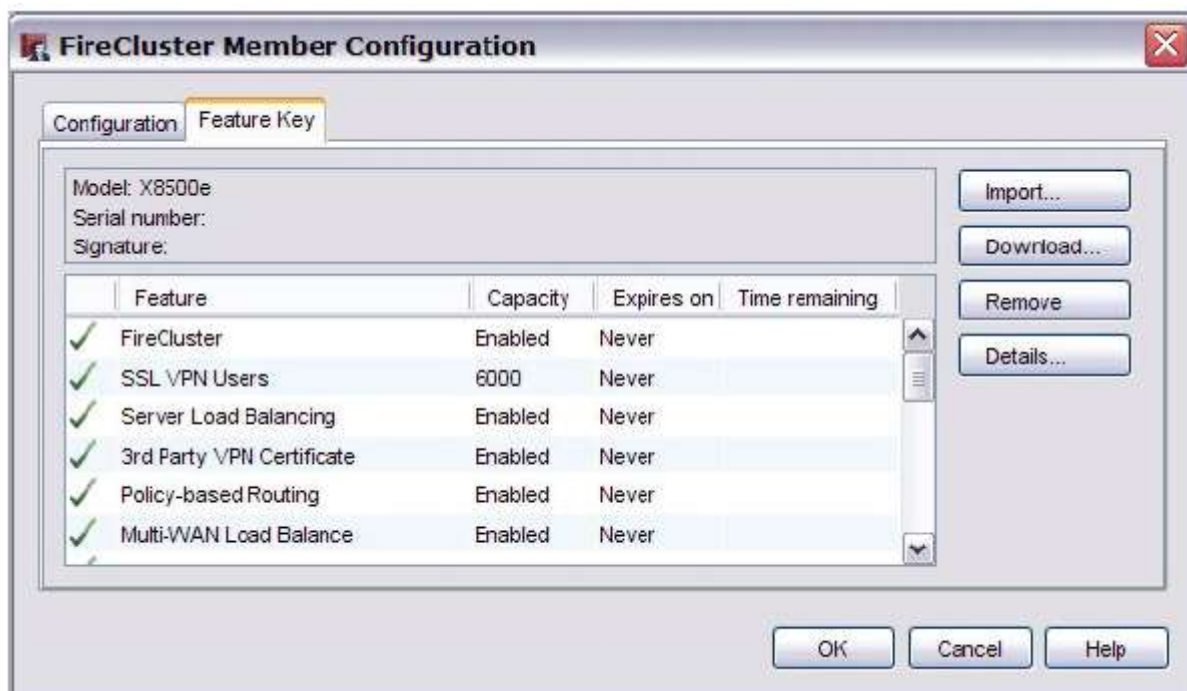 FireCluster Member Configuration
Configuration Feature Key
Model: X8500e
Serial number:
Signature:
Import...
Download...
Remove
Details...
Feature Capacity Expires on Time remaining
FireCluster Enabled Never
SSL VPN Users 6000 Never
Server Load Balancing Enabled Never
3rd Party VPN Certificate Enabled Never
Policy-based Routing Enabled Never
Multi-WAN Load Balance Enabled Never
OK Cancel Help